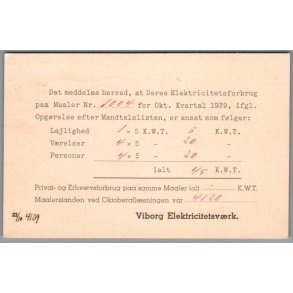 Det meddeles herved, at Deres Elektricitetsforbrug
paa Maaler Nr. 1004 for Okt. Kvartal 1939, ifgl.
Opgørelse efter Mandtalslisten, er ansat som følger:
Lejlighed 1 x 5 K.W.T. 5 K.W.T.
Værelser 4 x 5 - 20 -
Personer 4 x 5 - 20 -
ialt 45 K.W.T.
Privat- og Erhvervsforbrug paa samme Maaler ialt - K.W.T.
Maalerstanden ved Oktoberaflæsningen var 4120
Viborg Elektricitetsværk.